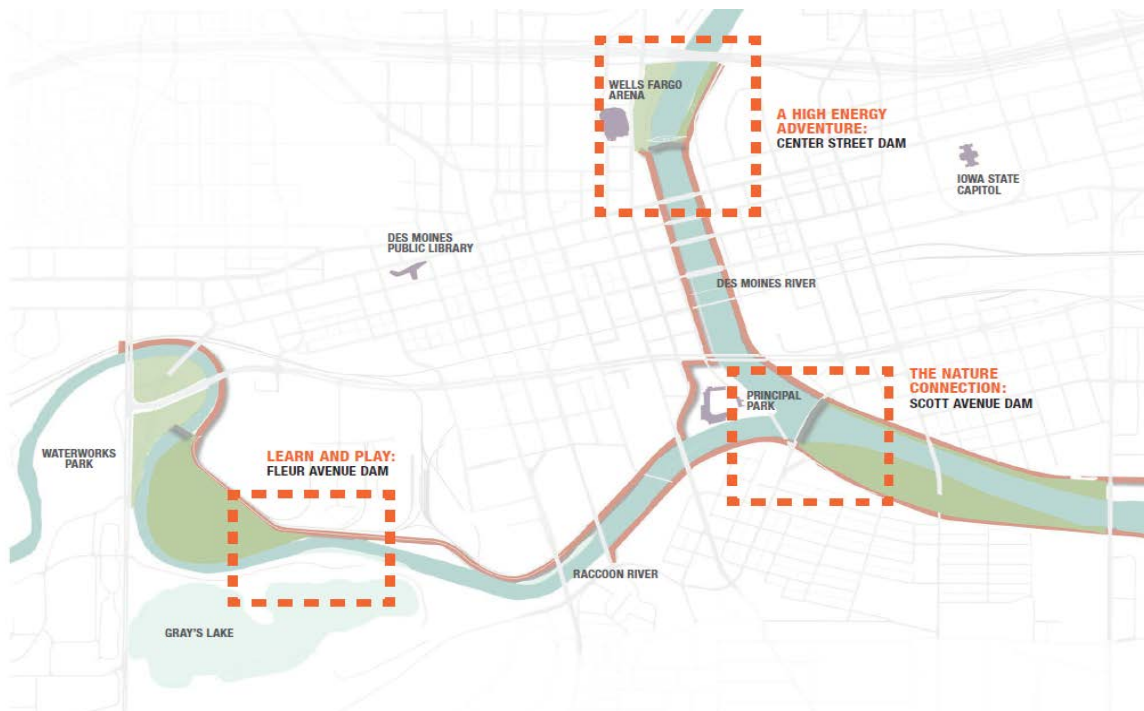 WELLS FARGO
ARENA
A HIGH ENERGY
ADVENTURE:
CENTER STREET DAM
IOWA STATE
CAPITOL
DES MOINES
PUBLIC LIBRARY
DES MOINES RIVER
THE NATURE
CONNECTION:
SCOTT AVENUE DAM
PRINCIPAL
PARK
WATERWORKS
PARK
LEARN AND PLAY:
FLEUR AVENUE DAM
RACCOON RIVER
GRAY'S LAKE